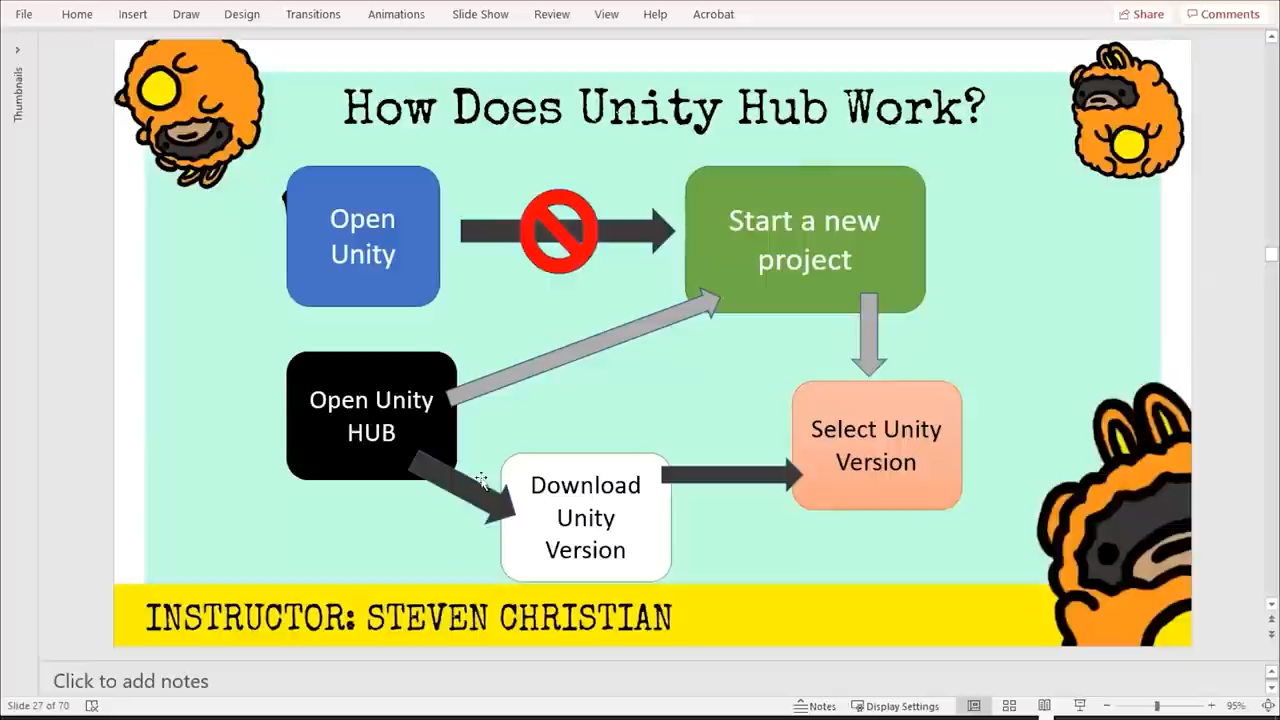 File Home Insert Draw Design Transitions Animations Slide Show Review View Help Acrobat Share Comments
Thumbnails
How Does Unity Hub Work?
Open
Unity
Start a new
project
Open Unity
HUB
Select Unity
Version
Download
Unity
Version
INSTRUCTOR: STEVEN CHRISTIAN
Click to add notes
Slide 27 of 70 Notes Display Settings 95%